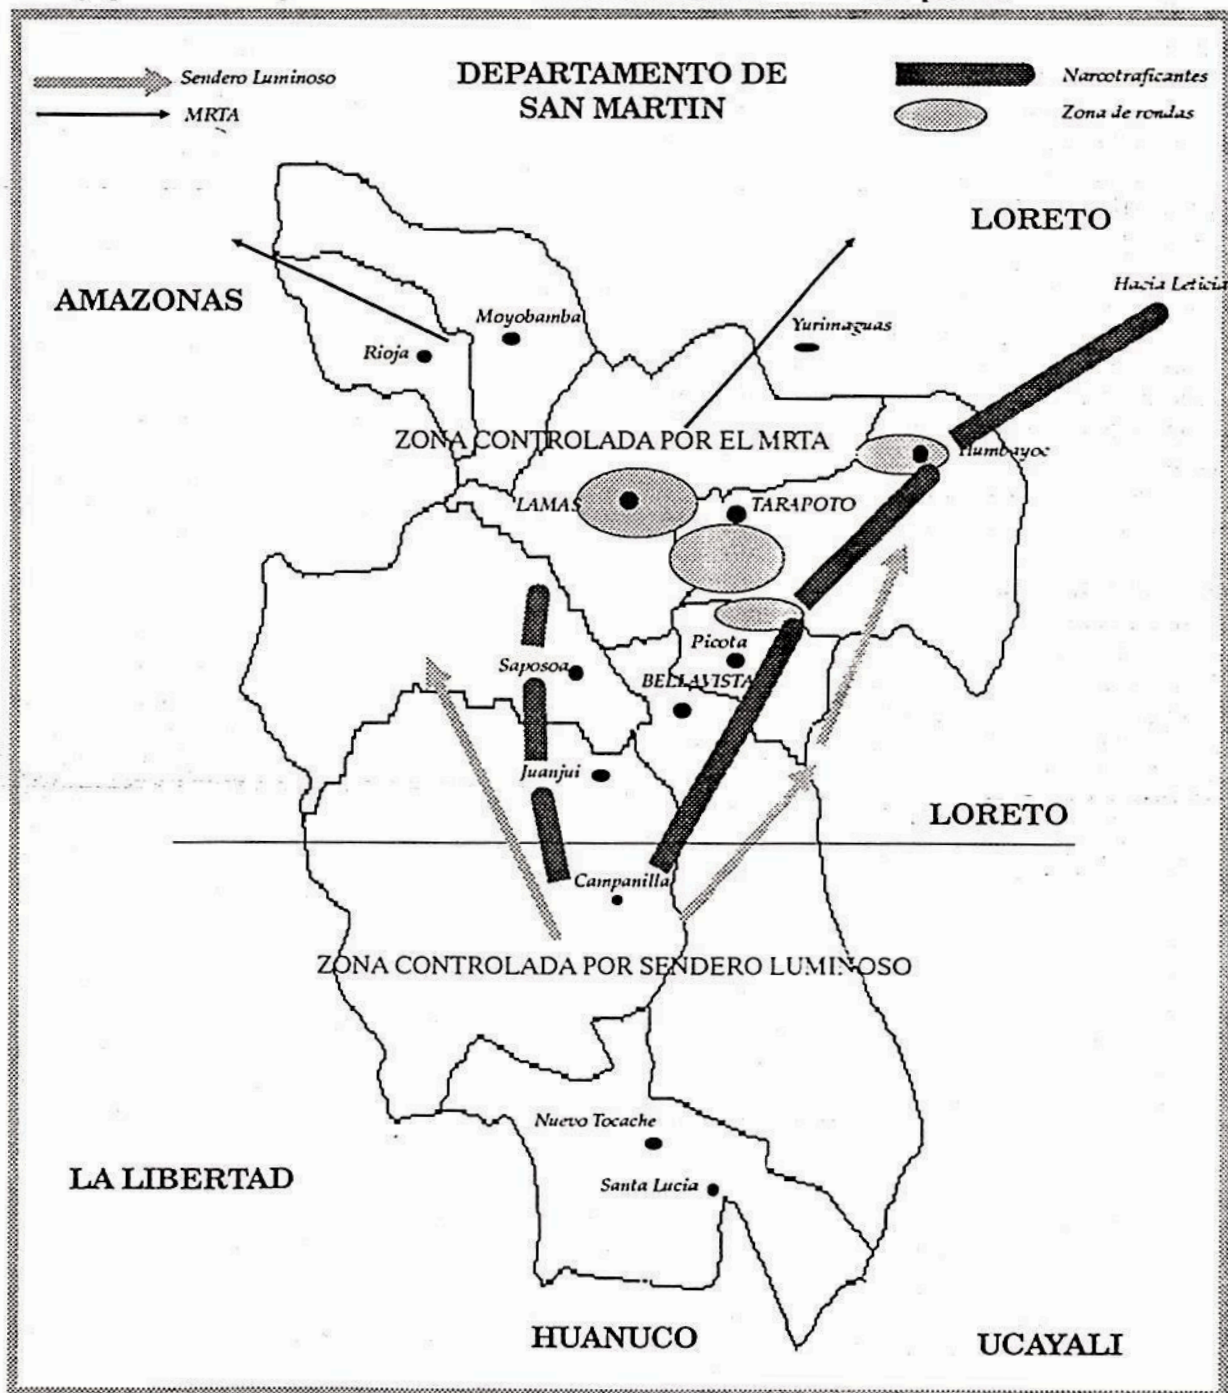 Sendero Luminoso
MRTA
DEPARTAMENTO DE
SAN MARTIN
Narcotraficantes
Zona de rondas
LORETO
Hacia Leticia
AMAZONAS
Moyobamba
Yurimaguas
Rioja
ZONA CONTROLADA POR EL MRTA
Humbayoc
LAMAS
TARAPOTO
Picota
Saposoa
BELLAVISTA
Juanjui
LORETO
Campanilla
ZONA CONTROLADA POR SENDERO LUMINOSO
Nuevo Tocache
LA LIBERTAD
Santa Lucia
HUANUCO
UCAYALI